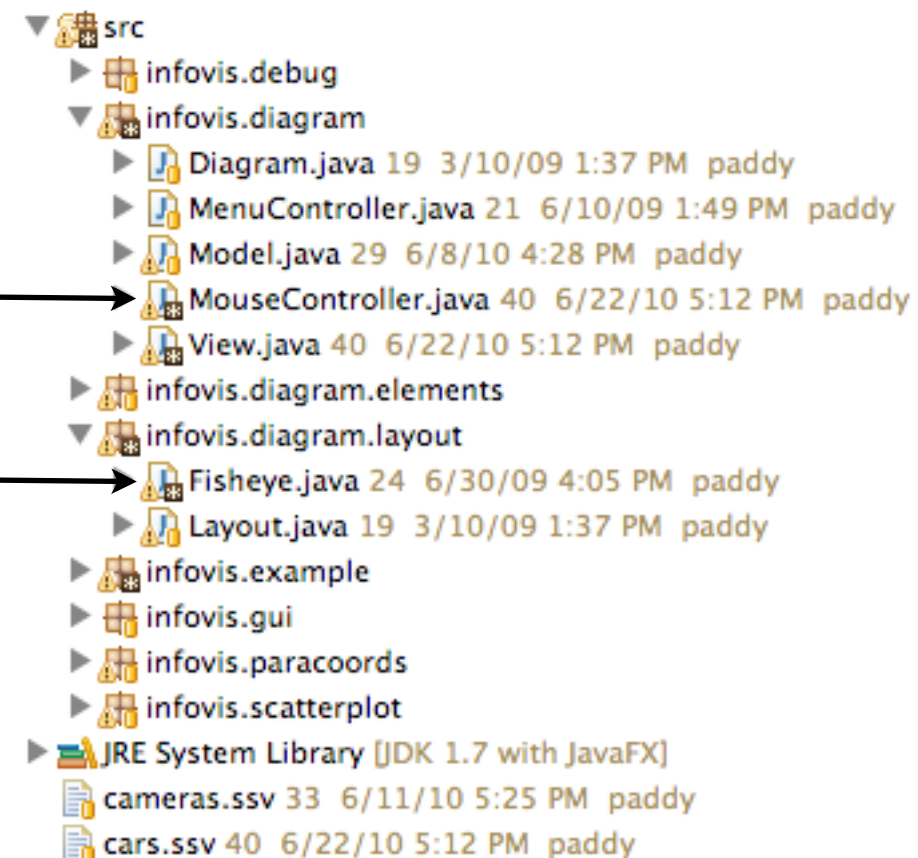 src
infovis.debug
infovis.diagram
Diagram.java 19 3/10/09 1:37 PM paddy
MenuController.java 21 6/10/09 1:49 PM paddy
Model.java 29 6/8/10 4:28 PM paddy
MouseController.java 40 6/22/10 5:12 PM paddy
View.java 40 6/22/10 5:12 PM paddy
infovis.diagram.elements
infovis.diagram.layout
Fisheye.java 24 6/30/09 4:05 PM paddy
Layout.java 19 3/10/09 1:37 PM paddy
infovis.example
infovis.gui
infovis.paracoords
infovis.scatterplot
JRE System Library [JDK 1.7 with JavaFX]
cameras.ssv 33 6/11/10 5:25 PM paddy
cars.ssv 40 6/22/10 5:12 PM paddy